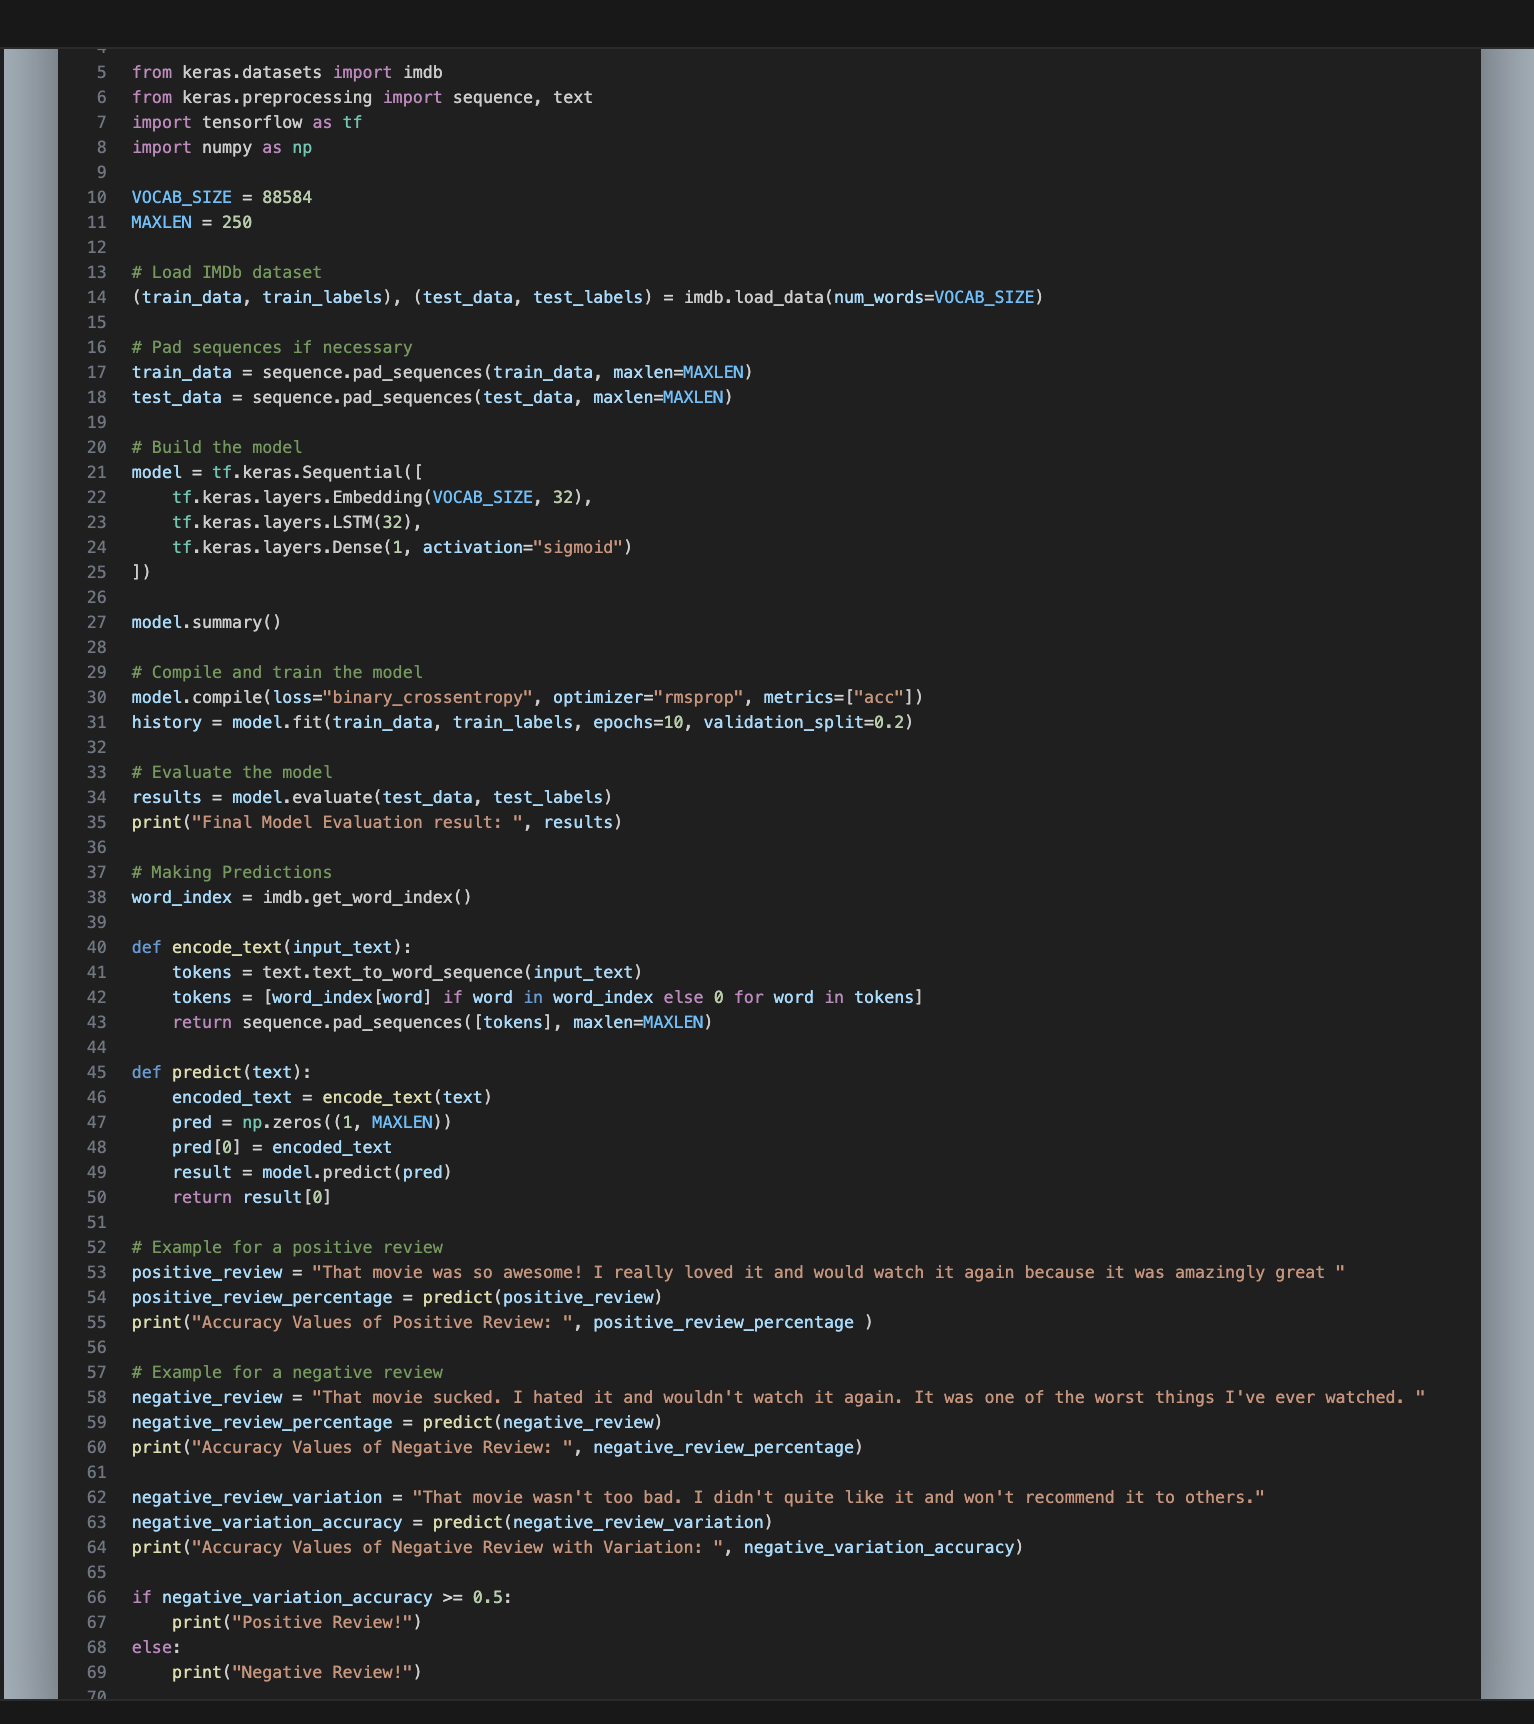 4
5 from keras.datasets import imdb
6 from keras.preprocessing import sequence, text
7 import tensorflow as tf
8 import numpy as np
9
10 VOCAB_SIZE = 88584
11 MAXLEN = 250
12
13 # Load IMDb dataset
14 (train_data, train_labels), (test_data, test_labels) = imdb.load_data(num_words=VOCAB_SIZE)
15
16 # Pad sequences if necessary
17 train_data = sequence.pad_sequences(train_data, maxlen=MAXLEN)
18 test_data = sequence.pad_sequences(test_data, maxlen=MAXLEN)
19
20 # Build the model
21 model = tf.keras.Sequential([
22     tf.keras.layers.Embedding(VOCAB_SIZE, 32),
23     tf.keras.layers.LSTM(32),
24     tf.keras.layers.Dense(1, activation="sigmoid")
25 ])
26
27 model.summary()
28
29 # Compile and train the model
30 model.compile(loss="binary_crossentropy", optimizer="rmsprop", metrics=["acc"])
31 history = model.fit(train_data, train_labels, epochs=10, validation_split=0.2)
32
33 # Evaluate the model
34 results = model.evaluate(test_data, test_labels)
35 print("Final Model Evaluation result: ", results)
36
37 # Making Predictions
38 word_index = imdb.get_word_index()
39
40 def encode_text(input_text):
41     tokens = text.text_to_word_sequence(input_text)
42     tokens = [word_index[word] if word in word_index else 0 for word in tokens]
43     return sequence.pad_sequences([tokens], maxlen=MAXLEN)
44
45 def predict(text):
46     encoded_text = encode_text(text)
47     pred = np.zeros((1, MAXLEN))
48     pred[0] = encoded_text
49     result = model.predict(pred)
50     return result[0]
51
52 # Example for a positive review
53 positive_review = "That movie was so awesome! I really loved it and would watch it again because it was amazingly great "
54 positive_review_percentage = predict(positive_review)
55 print("Accuracy Values of Positive Review: ", positive_review_percentage )
56
57 # Example for a negative review
58 negative_review = "That movie sucked. I hated it and wouldn't watch it again. It was one of the worst things I've ever watched. "
59 negative_review_percentage = predict(negative_review)
60 print("Accuracy Values of Negative Review: ", negative_review_percentage)
61
62 negative_review_variation = "That movie wasn't too bad. I didn't quite like it and won't recommend it to others."
63 negative_variation_accuracy = predict(negative_review_variation)
64 print("Accuracy Values of Negative Review with Variation: ", negative_variation_accuracy)
65
66 if negative_variation_accuracy >= 0.5:
67     print("Positive Review!")
68 else:
69     print("Negative Review!")
70